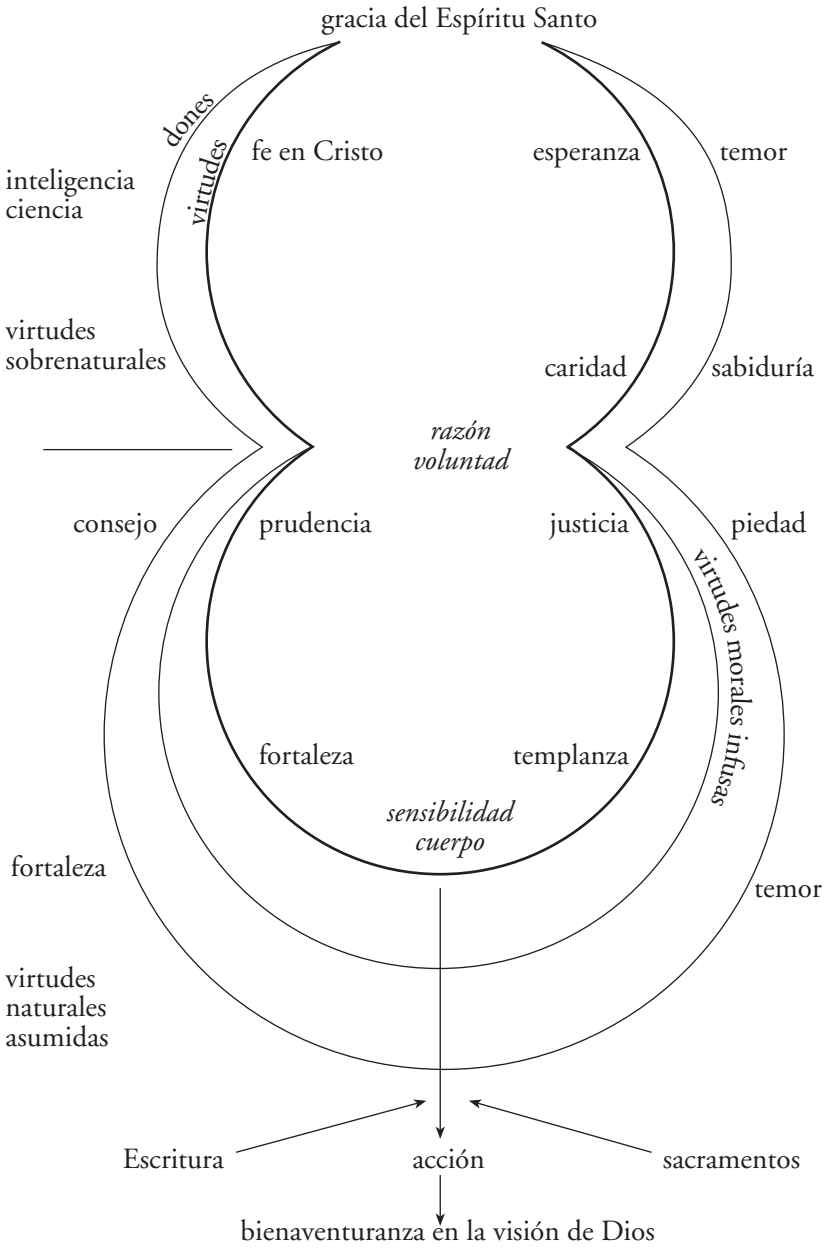 gracia del Espíritu Santo
dones
virtudes
fe en Cristo
esperanza
temor
inteligencia
ciencia
virtudes
sobrenaturales
caridad
sabiduría
razón
voluntad
consejo
prudencia
justicia
piedad
virtudes morales infusas
fortaleza
templanza
sensibilidad
cuerpo
fortaleza
temor
virtudes
naturales
asumidas
Escritura
acción
sacramentos
bienaventuranza en la visión de Dios